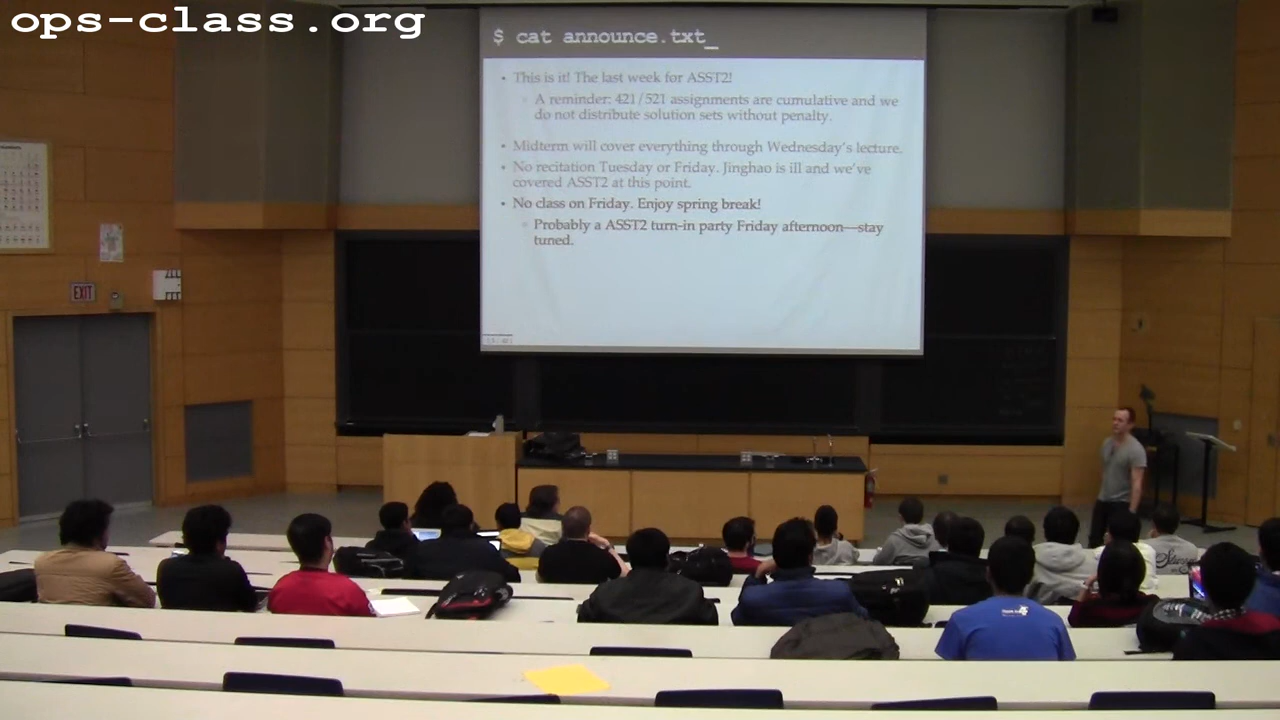 ops-class.org
$ cat announce.txt_
• This is it! The last week for ASST2!
A reminder: 421/521 assignments are cumulative and we
do not distribute solution sets without penalty.
• Midterm will cover everything through Wednesday's lecture.
• No recitation Tuesday or Friday. Jinghao is ill and we've
covered ASST2 at this point.
• No class on Friday. Enjoy spring break!
Probably a ASST2 turn-in party Friday afternoon—stay
tuned.
EXIT